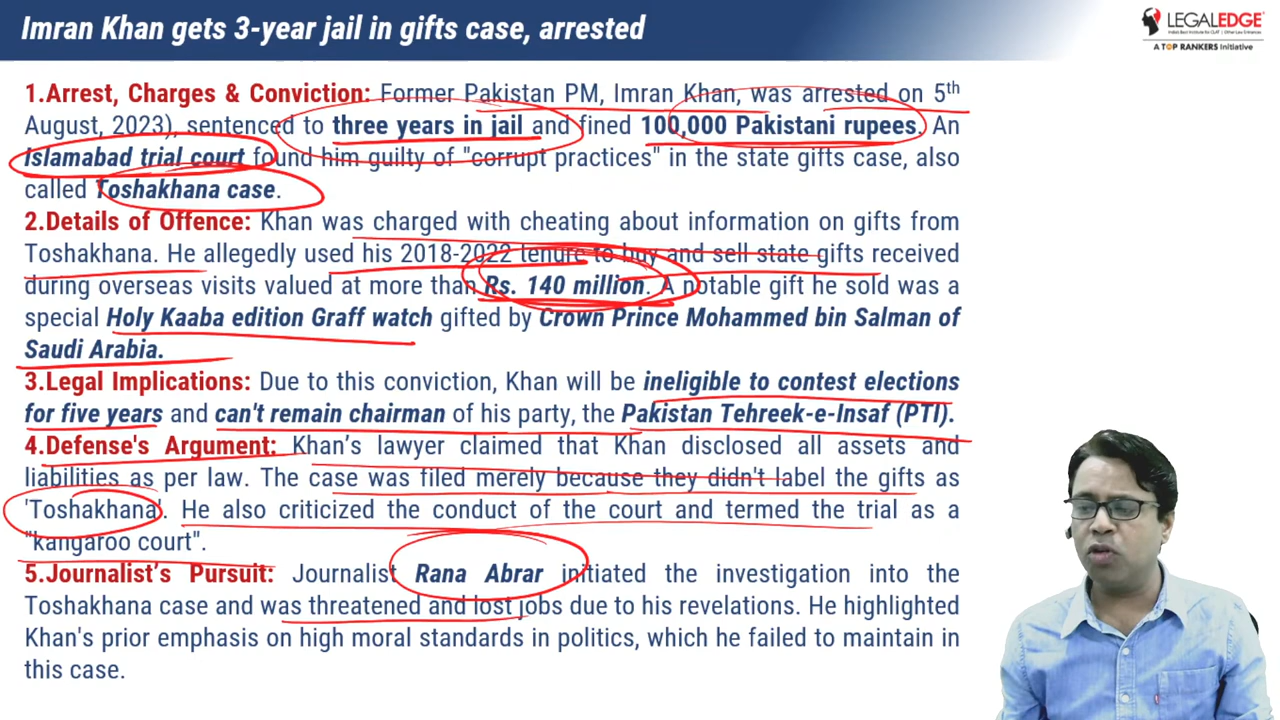 Imran Khan gets 3-year jail in gifts case, arrested
LEGALEDGE
India's Best Institute for CLAT | Other Law Entrances
A TOP RANKERS Initiative
1.Arrest, Charges & Conviction: Former Pakistan PM, Imran Khan, was arrested on 5th
August, 2023), sentenced to three years in jail and fined 100,000 Pakistani rupees. An
Islamabad trial court found him guilty of "corrupt practices" in the state gifts case, also
called Toshakhana case.
2.Details of Offence: Khan was charged with cheating about information on gifts from
Toshakhana. He allegedly used his 2018-2022 tenure to buy and sell state gifts received
during overseas visits valued at more than Rs. 140 million. A notable gift he sold was a
special Holy Kaaba edition Graff watch gifted by Crown Prince Mohammed bin Salman of
Saudi Arabia.
3.Legal Implications: Due to this conviction, Khan will be ineligible to contest elections
for five years and can't remain chairman of his party, the Pakistan Tehreek-e-Insaf (PTI).
4.Defense's Argument: Khan's lawyer claimed that Khan disclosed all assets and
liabilities as per law. The case was filed merely because they didn't label the gifts as
'Toshakhana'. He also criticized the conduct of the court and termed the trial as a
"kangaroo court".
5.Journalist's Pursuit: Journalist Rana Abrar initiated the investigation into the
Toshakhana case and was threatened and lost jobs due to his revelations. He highlighted
Khan's prior emphasis on high moral standards in politics, which he failed to maintain in
this case.